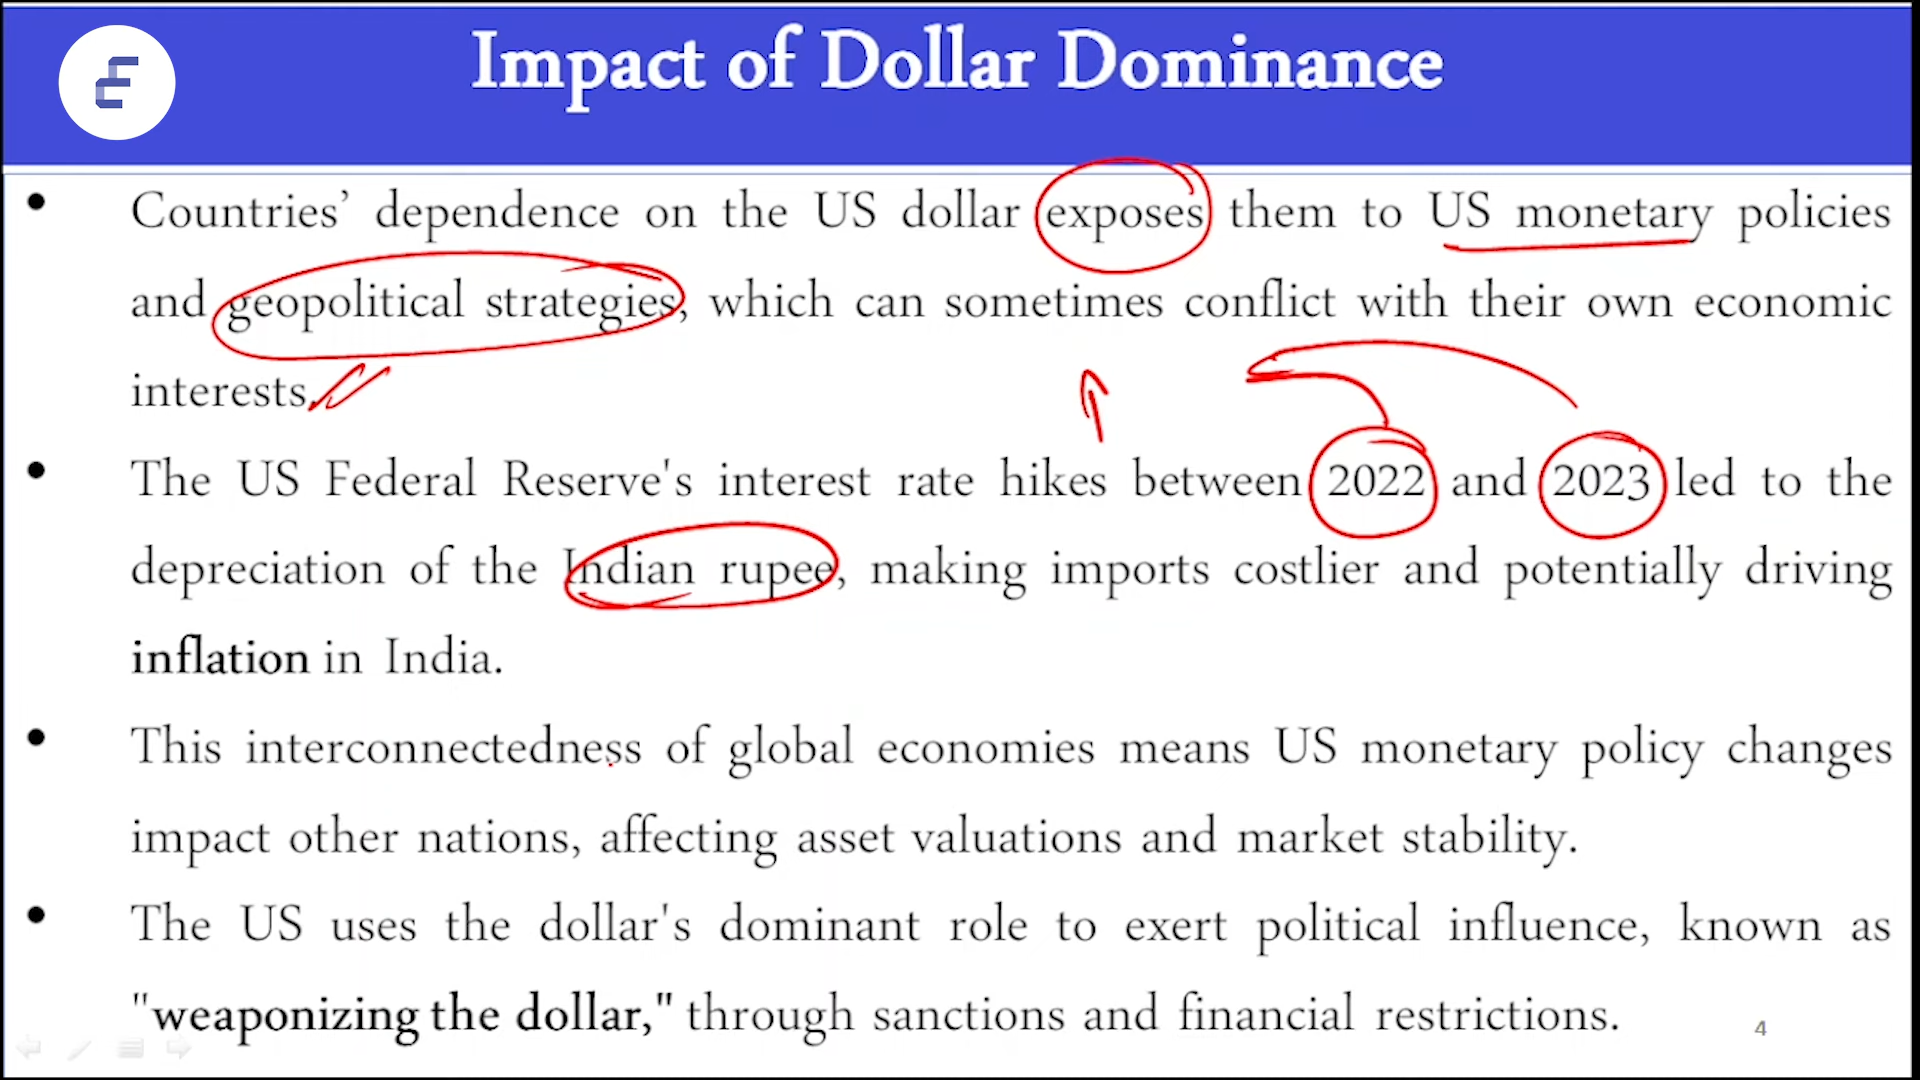 Impact of Dollar Dominance
• Countries’ dependence on the US dollar exposes them to US monetary policies
and geopolitical strategies, which can sometimes conflict with their own economic
interests.
• The US Federal Reserve's interest rate hikes between 2022 and 2023 led to the
depreciation of the Indian rupee, making imports costlier and potentially driving
inflation in India.
• This interconnectedness of global economies means US monetary policy changes
impact other nations, affecting asset valuations and market stability.
• The US uses the dollar's dominant role to exert political influence, known as
"weaponizing the dollar," through sanctions and financial restrictions.
4